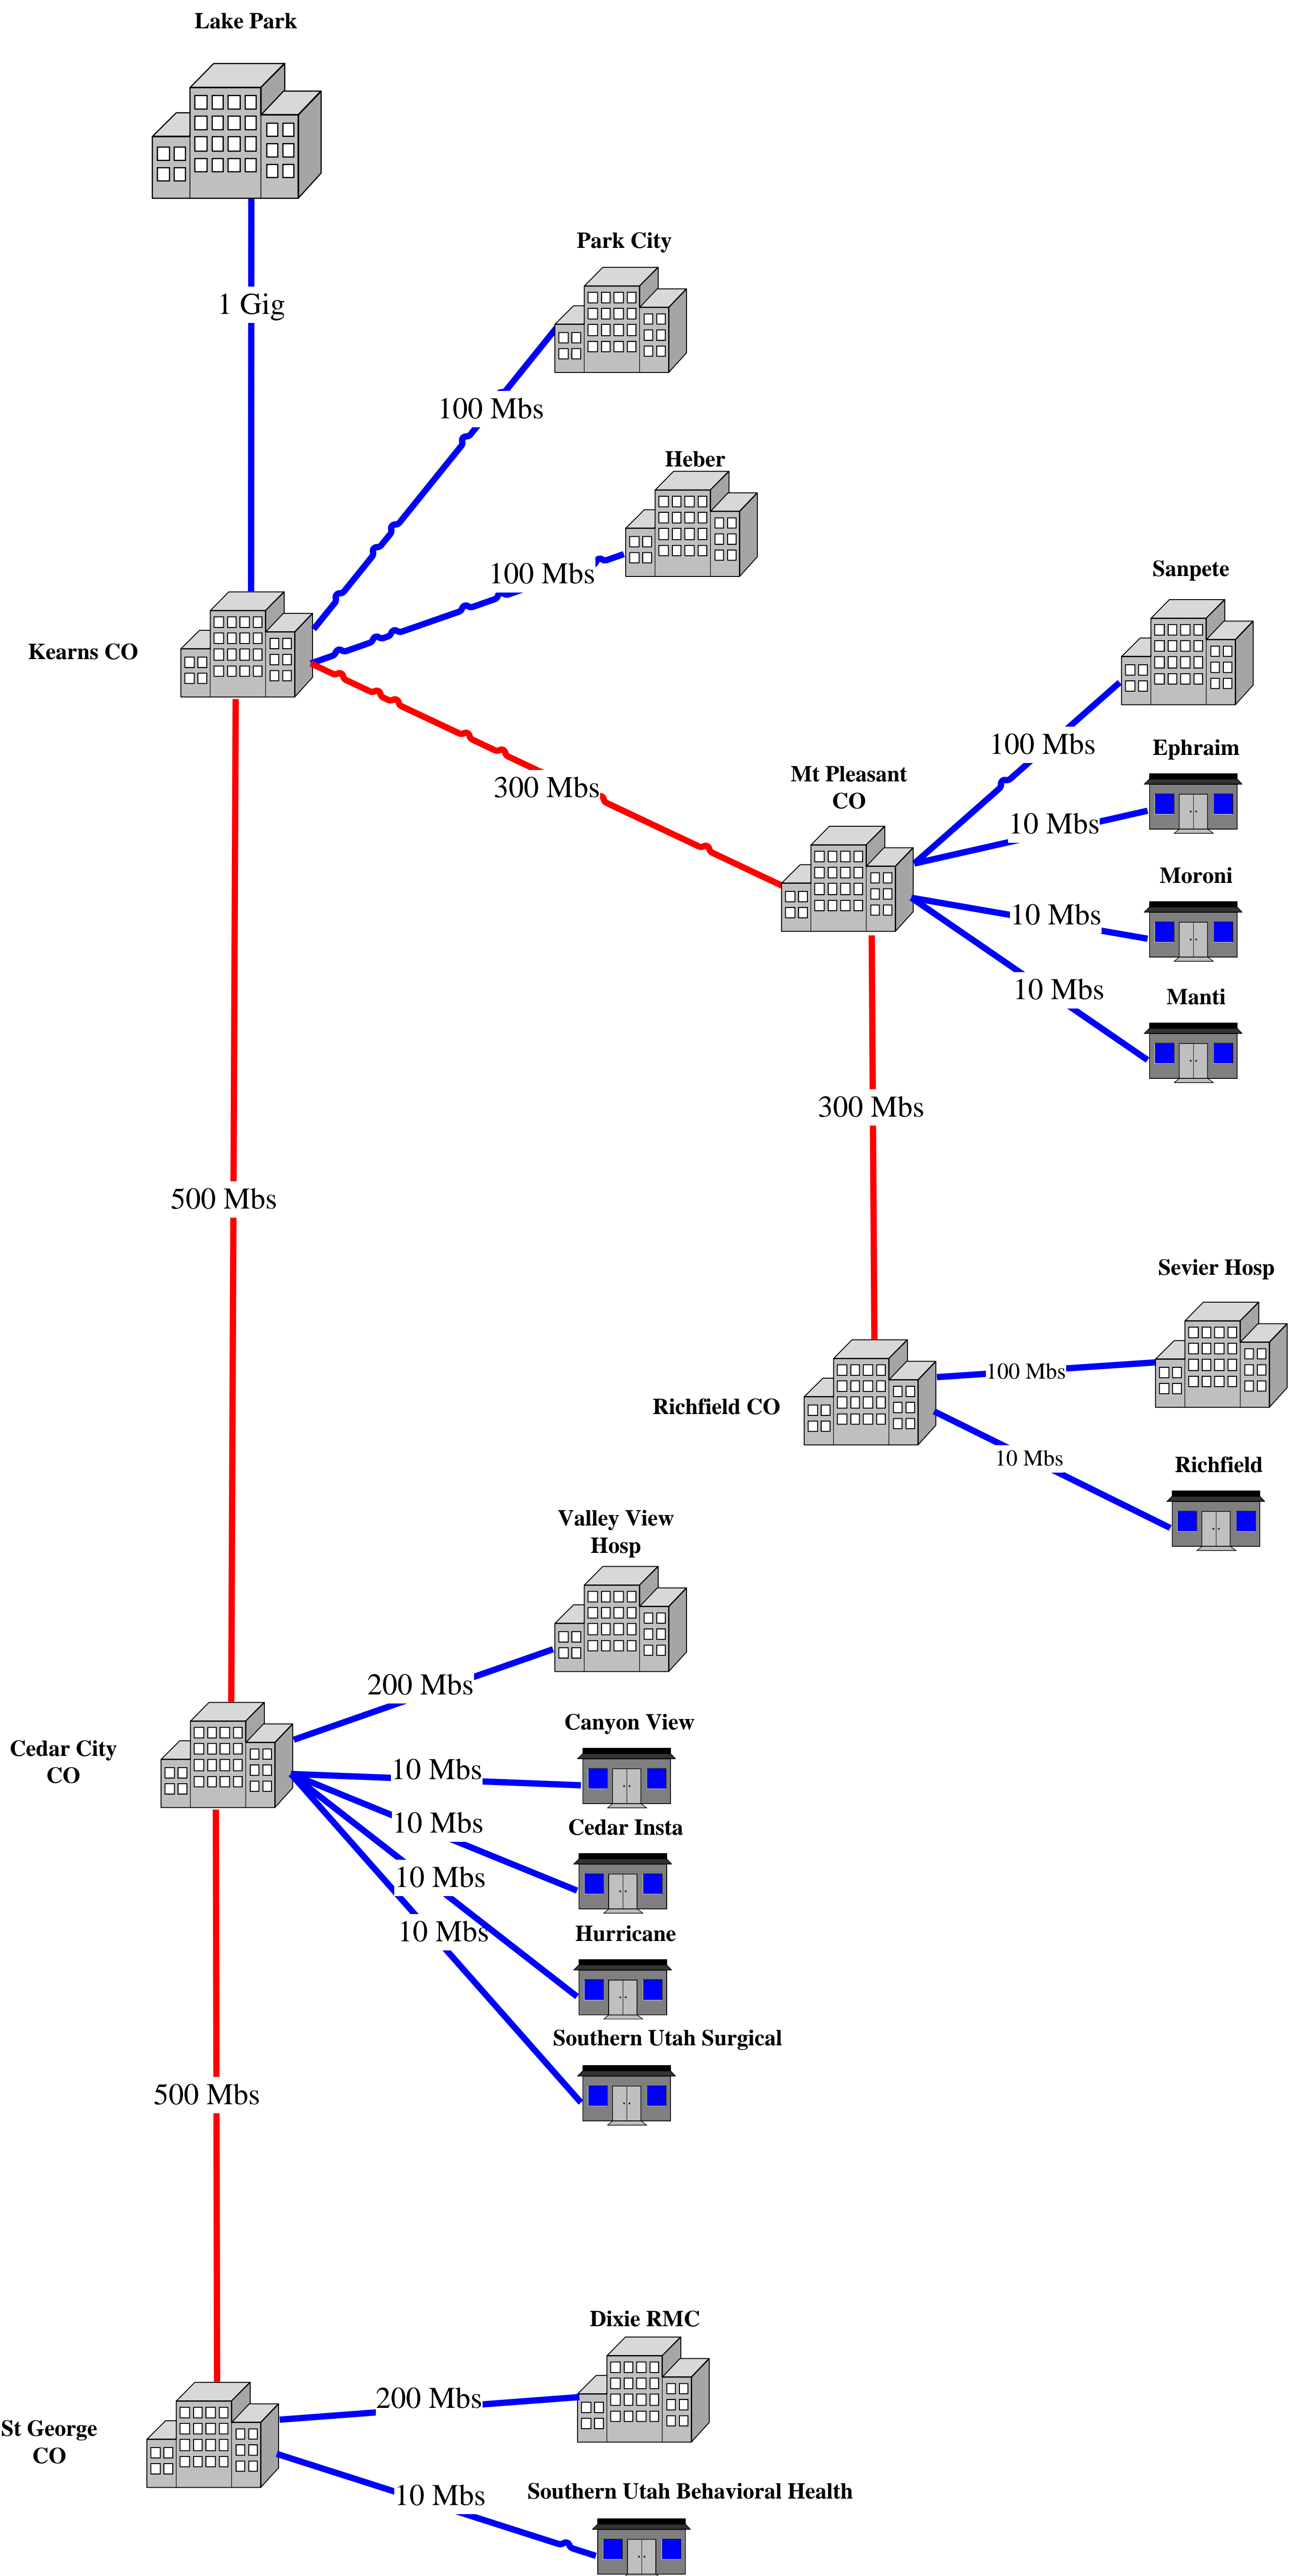 Lake Park
1 Gig
Park City
100 Mbs
Heber
100 Mbs
Kearns CO
300 Mbs
Sanpete
100 Mbs
Ephraim
Mt Pleasant
CO
10 Mbs
Moroni
10 Mbs
Manti
10 Mbs
300 Mbs
500 Mbs
Sevier Hosp
100 Mbs
Richfield CO
10 Mbs
Richfield
Valley View
Hosp
200 Mbs
Canyon View
Cedar City
CO
10 Mbs
Cedar Insta
10 Mbs
10 Mbs
Hurricane
10 Mbs
Southern Utah Surgical
500 Mbs
Dixie RMC
200 Mbs
St George
CO
Southern Utah Behavioral Health
10 Mbs